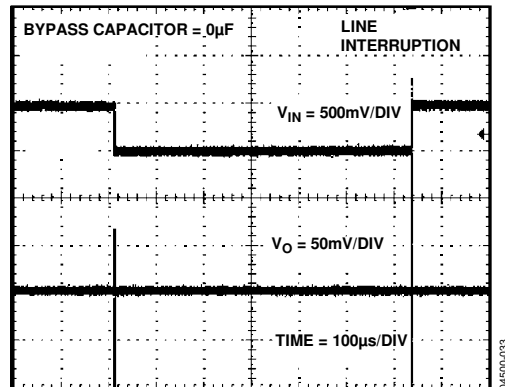 BYPASS CAPACITOR = 0µF
LINE
INTERRUPTION
V_IN = 500mV/DIV
V_O = 50mV/DIV
TIME = 100µs/DIV
04500-033